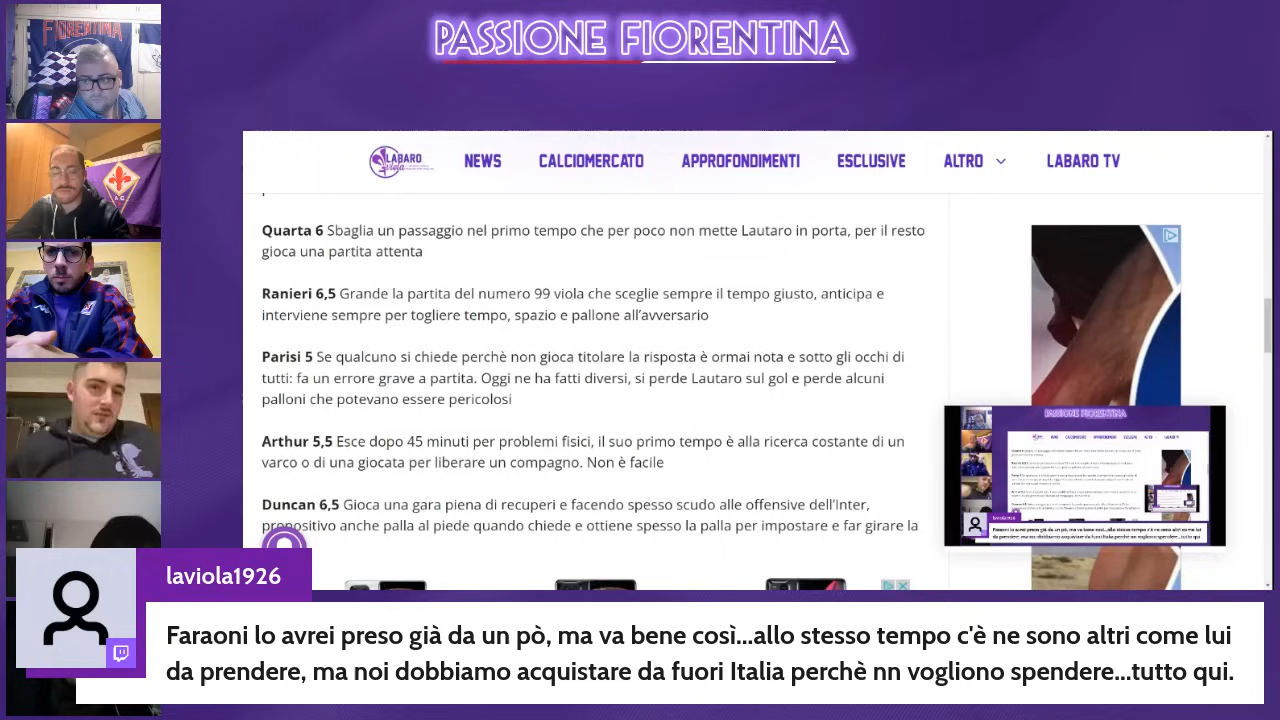 PASSIONE FIORENTINA
FIORENTINA
LABARO
viola
NEWS
CALCIOMERCATO
APPROFONDIMENTI
ESCLUSIVE
ALTRO
LABARO TV
Quarta 6 Sbaglia un passaggio nel primo tempo che per poco non mette Lautaro in porta, per il resto
gioca una partita attenta
Ranieri 6,5 Grande la partita del numero 99 viola che sceglie sempre il tempo giusto, anticipa e
interviene sempre per togliere tempo, spazio e pallone all'avversario
Parisi 5 Se qualcuno si chiede perchè non gioca titolare la risposta è ormai nota e sotto gli occhi di
tutti: fa un errore grave a partita. Oggi ne ha fatti diversi, si perde Lautaro sul gol e perde alcuni
palloni che potevano essere pericolosi
Arthur 5,5 Esce dopo 45 minuti per problemi fisici, il suo primo tempo è alla ricerca costante di un
varco o di una giocata per liberare un compagno. Non è facile
Duncan 6,5 Gioca una gara piena di recuperi e facendo spesso scudo alle offensive dell'Inter,
propositivo anche palla al piede quando chiede e ottiene spesso la palla per impostare e far girare la
PASSIONE FIORENTINA
laviola1926
Faraoni lo avrei preso già da un pò, ma va bene così...allo stesso tempo c'è ne sono altri come lui
da prendere, ma noi dobbiamo acquistare da fuori Italia perchè nn vogliono spendere...tutto qui.